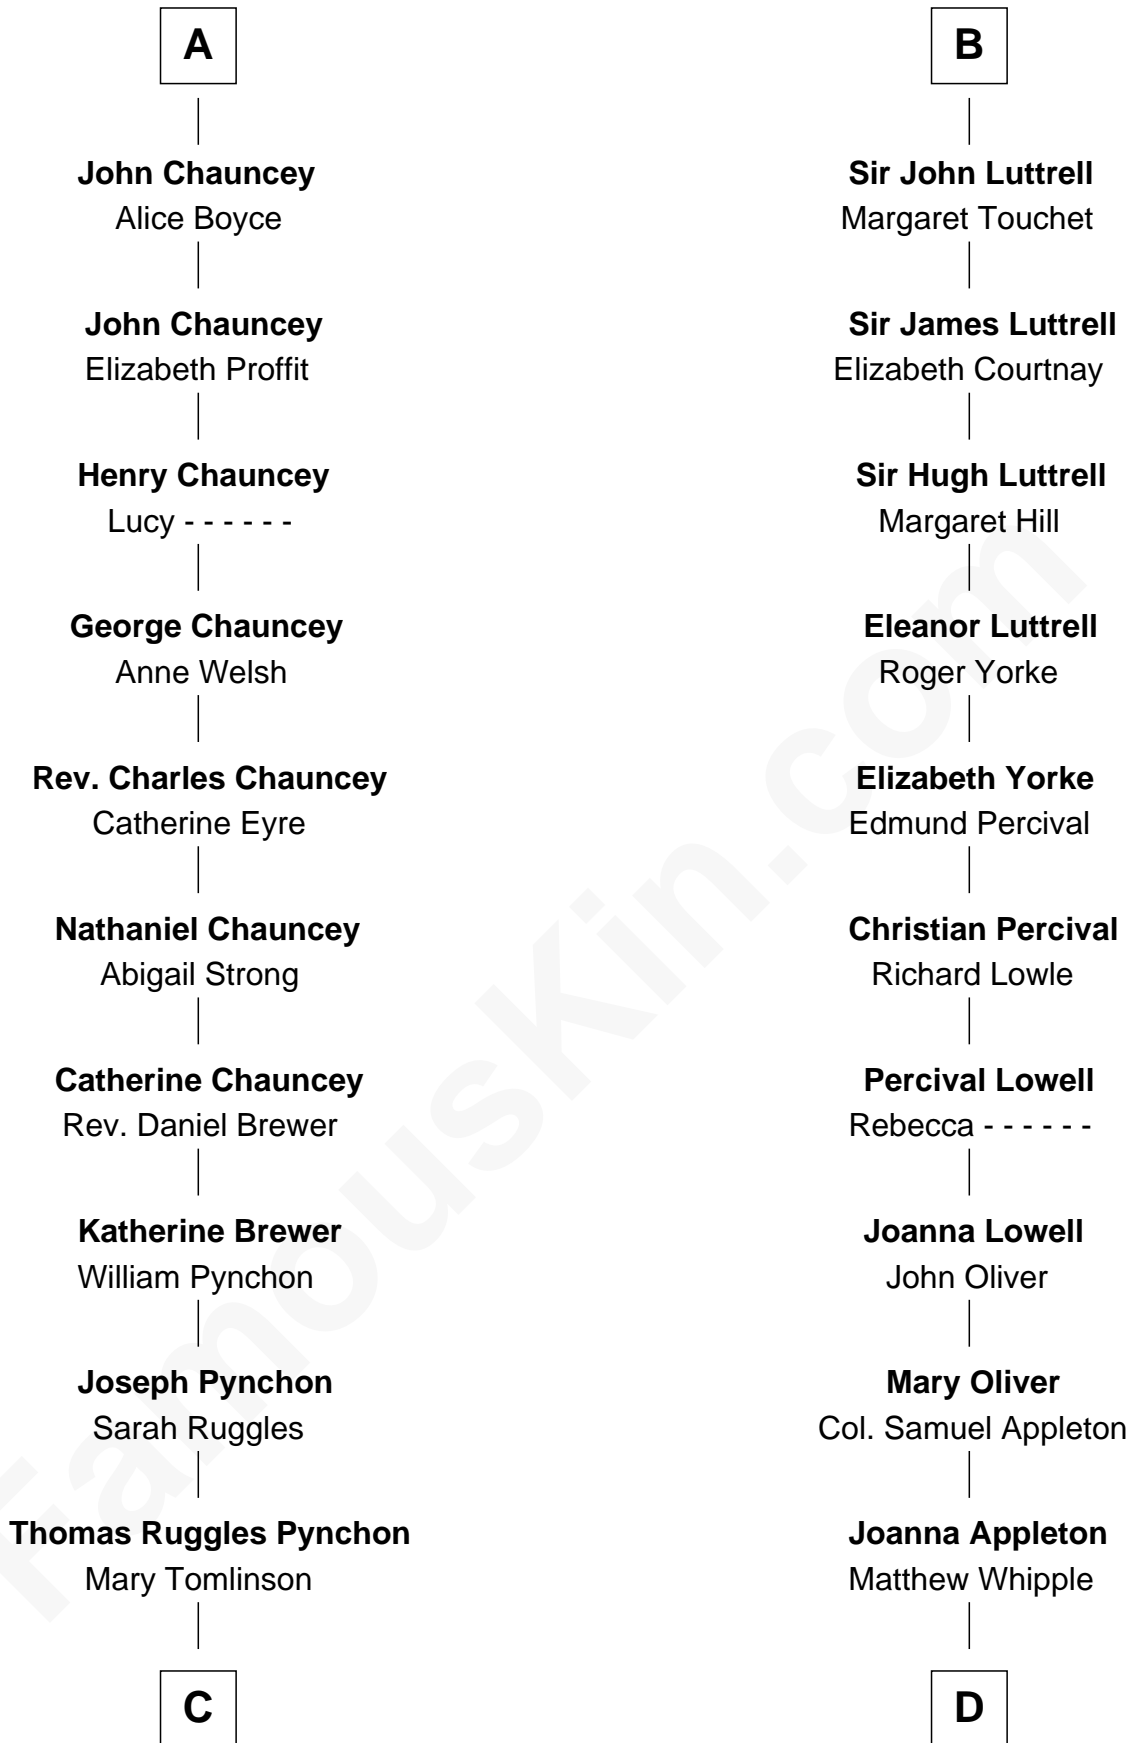 A
John Chauncey
Alice Boyce
John Chauncey
Elizabeth Proffit
Henry Chauncey
Lucy - - - - - -
George Chauncey
Anne Welsh
Rev. Charles Chauncey
Catherine Eyre
Nathaniel Chauncey
Abigail Strong
Catherine Chauncey
Rev. Daniel Brewer
Katherine Brewer
William Pynchon
Joseph Pynchon
Sarah Ruggles
Thomas Ruggles Pynchon
Mary Tomlinson
C
B
Sir John Luttrell
Margaret Touchet
Sir James Luttrell
Elizabeth Courtnay
Sir Hugh Luttrell
Margaret Hill
Eleanor Luttrell
Roger Yorke
Elizabeth Yorke
Edmund Percival
Christian Percival
Richard Lowle
Percival Lowell
Rebecca - - - - - -
Joanna Lowell
John Oliver
Mary Oliver
Col. Samuel Appleton
Joanna Appleton
Matthew Whipple
D
FamousKin.com